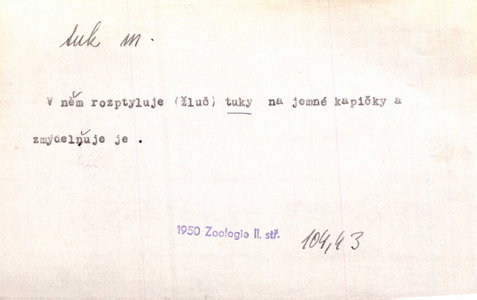 tuk m.
V něm rozptyluje (žluč) tuky na jemné kapičky a
zmýdelňuje je .
1950 Zoologie II. stř. 104,43